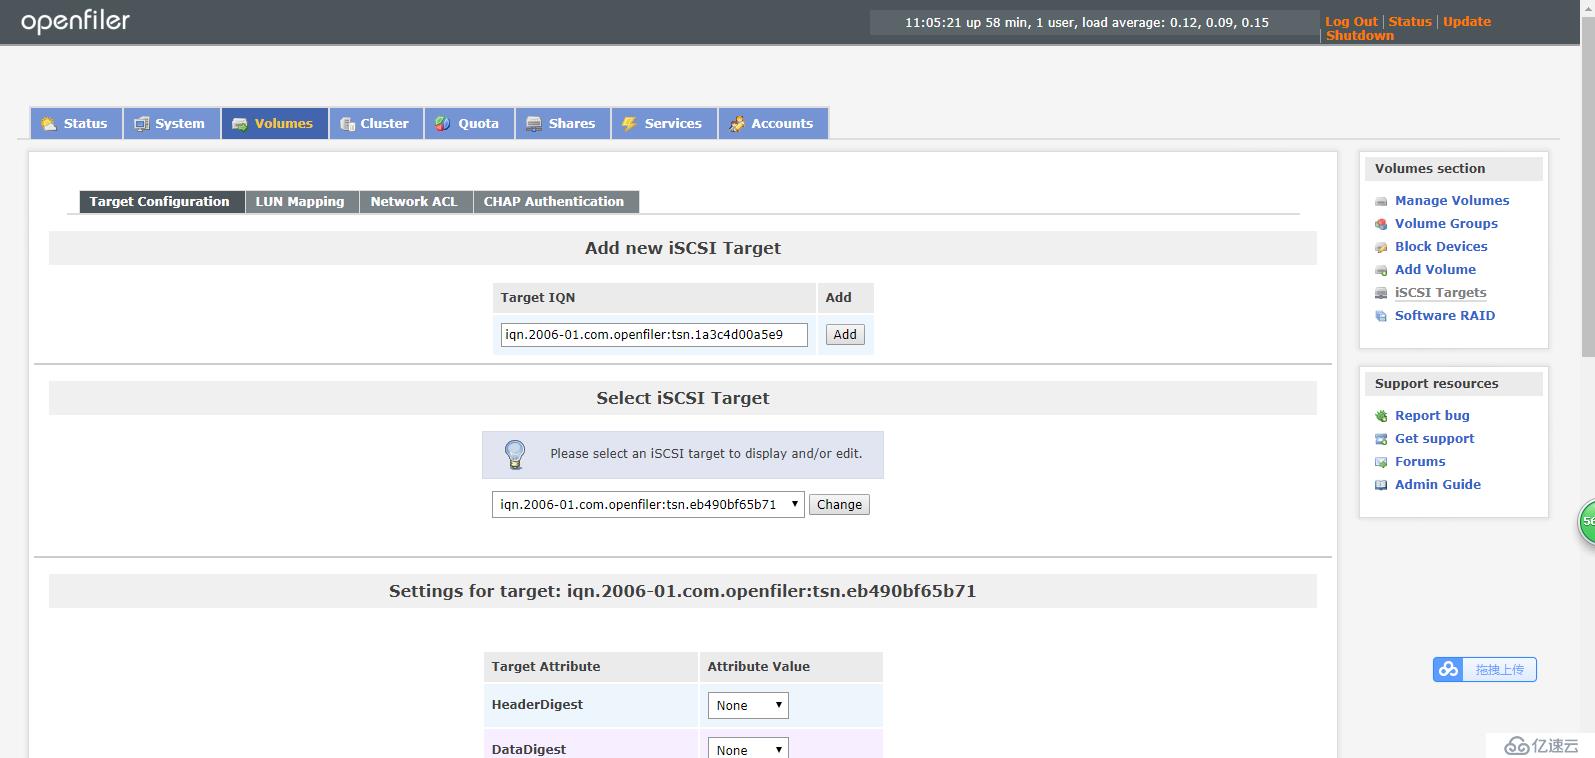 openfiler
11:05:21 up 58 min, 1 user, load average: 0.12, 0.09, 0.15
Log Out | Status | Update
| Shutdown
Status
System
Volumes
Cluster
Quota
Shares
Services
Accounts
Target Configuration
LUN Mapping
Network ACL
CHAP Authentication
Add new iSCSI Target
Target IQN
Add
iqn.2006-01.com.openfiler:tsn.1a3c4d00a5e9
Add
Select iSCSI Target
Please select an iSCSI target to display and/or edit.
iqn.2006-01.com.openfiler:tsn.eb490bf65b71
Change
Settings for target: iqn.2006-01.com.openfiler:tsn.eb490bf65b71
Target Attribute
Attribute Value
HeaderDigest
None
DataDigest
None
Volumes section
Manage Volumes
Volume Groups
Block Devices
Add Volume
iSCSI Targets
Software RAID
Support resources
Report bug
Get support
Forums
Admin Guide
56
拖拽上传
亿速云